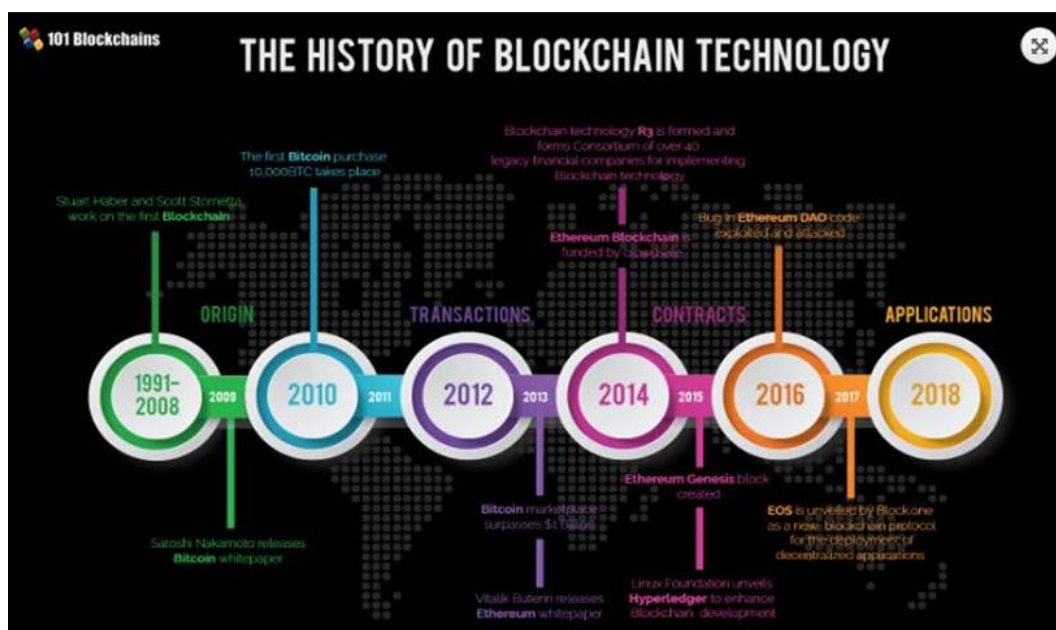 101 Blockchains
THE HISTORY OF BLOCKCHAIN TECHNOLOGY
Blockchain technology R3 is formed and
forms Consortium of over 40
legacy financial companies for implementing
Blockchain technology
The first Bitcoin purchase
10,000BTC takes place
Stuart Haber and Scott Stornetta
work on the first Blockchain
Bug in Ethereum DAO code
exploited and attacked
Ethereum Blockchain is
funded by crowdsale
ORIGIN
TRANSACTIONS
CONTRACTS
APPLICATIONS
1991-
2008
2009
2010
2011
2012
2013
2014
2015
2016
2017
2018
Ethereum Genesis block
created
Bitcoin marketplace
surpasses $1 billion
EOS is unveiled by Block.one
as a new blockchain protocol
for the deployment of
decentralized applications
Satoshi Nakamoto releases
Bitcoin whitepaper
Vitalik Buterin releases
Ethereum whitepaper
Linux Foundation unveils
Hyperledger to enhance
Blockchain development